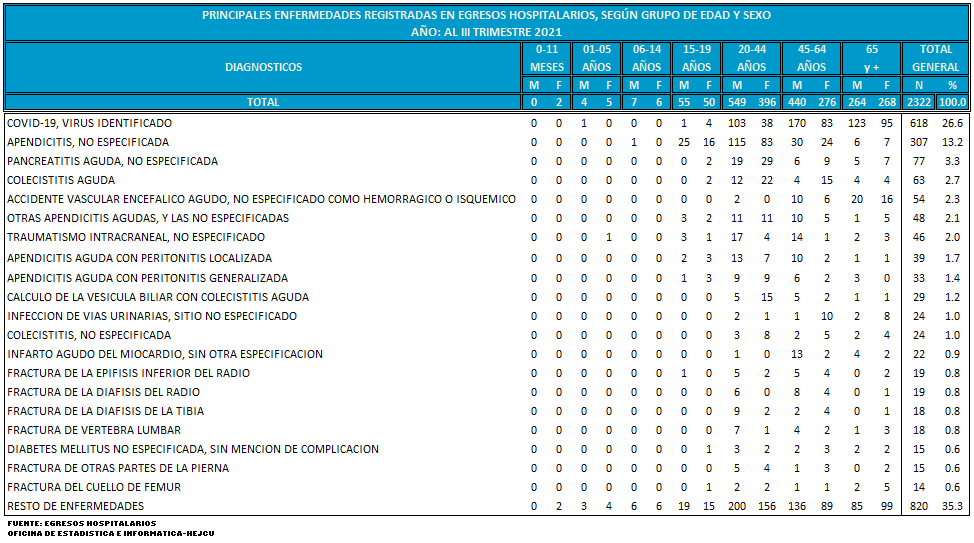 PRINCIPALES ENFERMEDADES REGISTRADAS EN EGRESOS HOSPITALARIOS, SEGÚN GRUPO DE EDAD Y SEXO
AÑO: AL III TRIMESTRE 2021
DIAGNOSTICOS 0-11 MESES 01-05 AÑOS 06-14 AÑOS 15-19 AÑOS 20-44 AÑOS 45-64 AÑOS 65 y + TOTAL GENERAL
M F M F M F M F M F M F M F N %
TOTAL 0 2 4 5 7 6 55 50 549 396 440 276 264 268 2322 100.0
COVID-19, VIRUS IDENTIFICADO 0 0 1 0 0 0 1 4 103 38 170 83 123 95 618 26.6
APENDICITIS, NO ESPECIFICADA 0 0 0 0 1 0 25 16 115 83 30 24 6 7 307 13.2
PANCREATITIS AGUDA, NO ESPECIFICADA 0 0 0 0 0 0 0 2 19 29 6 9 5 7 77 3.3
COLECISTITIS AGUDA 0 0 0 0 0 0 0 2 12 22 4 15 4 4 63 2.7
ACCIDENTE VASCULAR ENCEFALICO AGUDO, NO ESPECIFICADO COMO HEMORRAGICO O ISQUEMICO 0 0 0 0 0 0 0 0 2 0 10 6 20 16 54 2.3
OTRAS APENDICITIS AGUDAS, Y LAS NO ESPECIFICADAS 0 0 0 0 0 0 3 2 11 11 10 5 1 5 48 2.1
TRAUMATISMO INTRACRANEAL, NO ESPECIFICADO 0 0 0 1 0 0 3 1 17 4 14 1 2 3 46 2.0
APENDICITIS AGUDA CON PERITONITIS LOCALIZADA 0 0 0 0 0 0 2 3 13 7 10 2 1 1 39 1.7
APENDICITIS AGUDA CON PERITONITIS GENERALIZADA 0 0 0 0 0 0 1 3 9 9 6 2 3 0 33 1.4
CALCULO DE LA VESICULA BILIAR CON COLECISTITIS AGUDA 0 0 0 0 0 0 0 0 5 15 5 2 1 1 29 1.2
INFECCION DE VIAS URINARIAS, SITIO NO ESPECIFICADO 0 0 0 0 0 0 0 0 2 1 1 10 2 8 24 1.0
COLECISTITIS, NO ESPECIFICADA 0 0 0 0 0 0 0 0 3 8 2 5 2 4 24 1.0
INFARTO AGUDO DEL MIOCARDIO, SIN OTRA ESPECIFICACION 0 0 0 0 0 0 0 0 1 0 13 2 4 2 22 0.9
FRACTURA DE LA EPIFISIS INFERIOR DEL RADIO 0 0 0 0 0 0 1 0 5 2 5 4 0 2 19 0.8
FRACTURA DE LA DIAFISIS DEL RADIO 0 0 0 0 0 0 0 0 6 0 8 4 0 1 19 0.8
FRACTURA DE LA DIAFISIS DE LA TIBIA 0 0 0 0 0 0 0 0 9 2 2 4 0 1 18 0.8
FRACTURA DE VERTEBRA LUMBAR 0 0 0 0 0 0 0 0 7 1 4 2 1 3 18 0.8
DIABETES MELLITUS NO ESPECIFICADA, SIN MENCION DE COMPLICACION 0 0 0 0 0 0 0 1 3 2 2 3 2 2 15 0.6
FRACTURA DE OTRAS PARTES DE LA PIERNA 0 0 0 0 0 0 0 0 5 4 1 3 0 2 15 0.6
FRACTURA DEL CUELLO DE FEMUR 0 0 0 0 0 0 0 1 2 2 1 1 2 5 14 0.6
RESTO DE ENFERMEDADES 0 2 3 4 6 6 19 15 200 156 136 89 85 99 820 35.3
FUENTE: EGRESOS HOSPITALARIOS
OFICINA DE ESTADISTICA E INFORMATICA-HEJCU